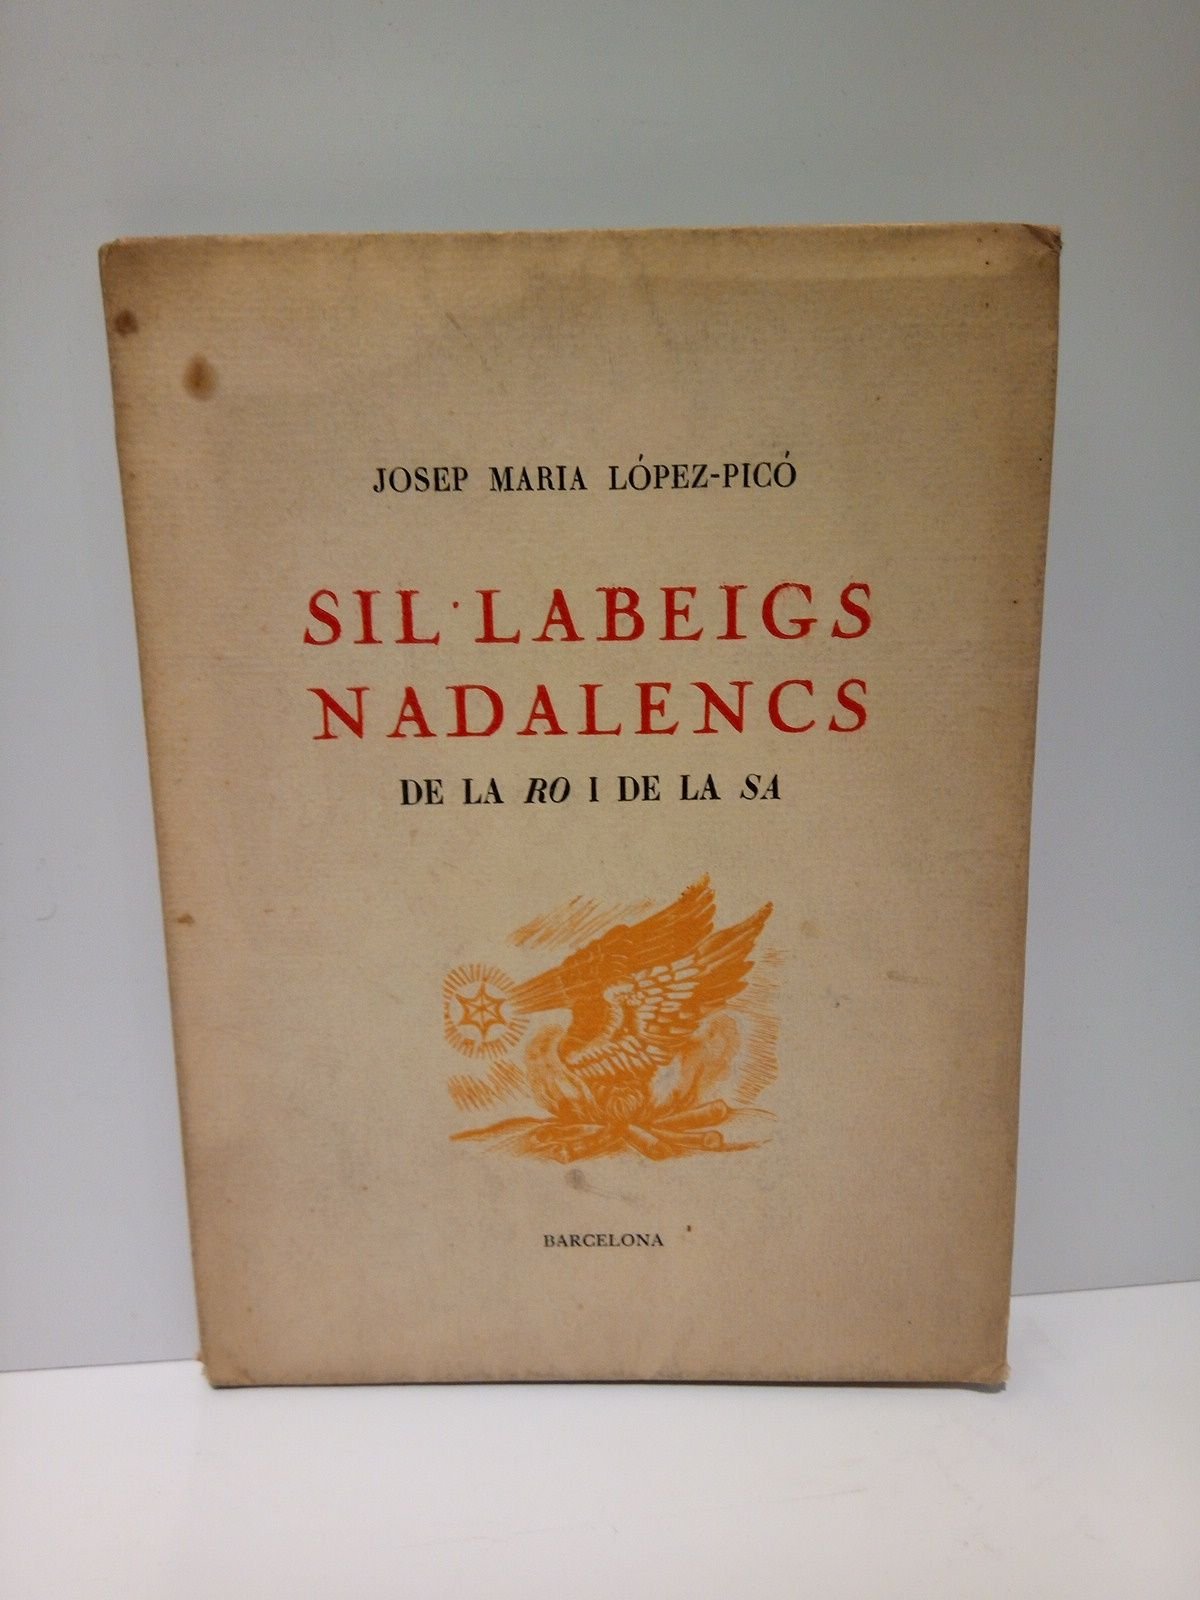 JOSEP MARIA LÓPEZ-PICÓ
SIL·LABEIGS
NADALENCS
DE LA RO I DE LA SA
BARCELONA